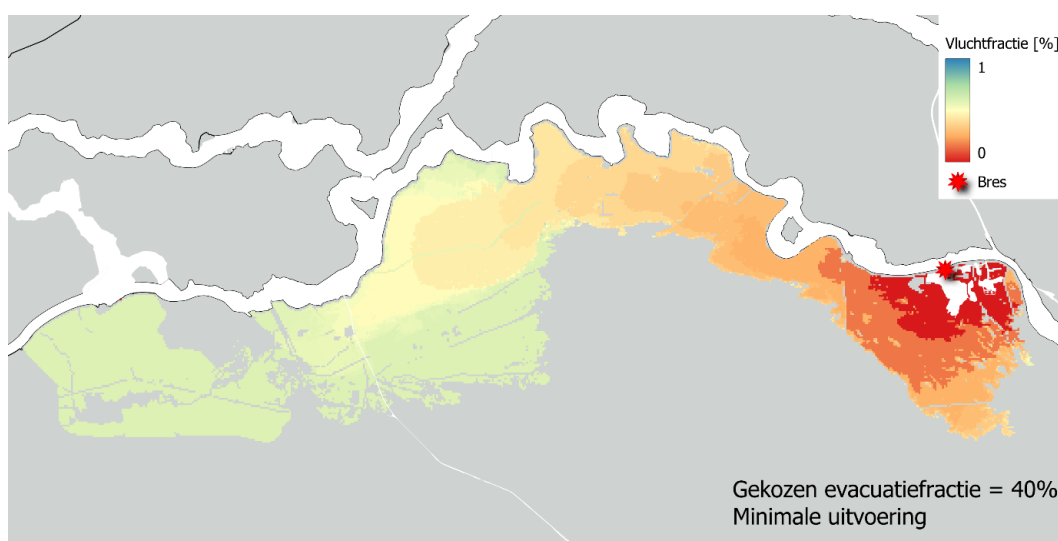 Vluchtfractie [%]
1
0
Bres
Gekozen evacuatiefractie = 40%
Minimale uitvoering